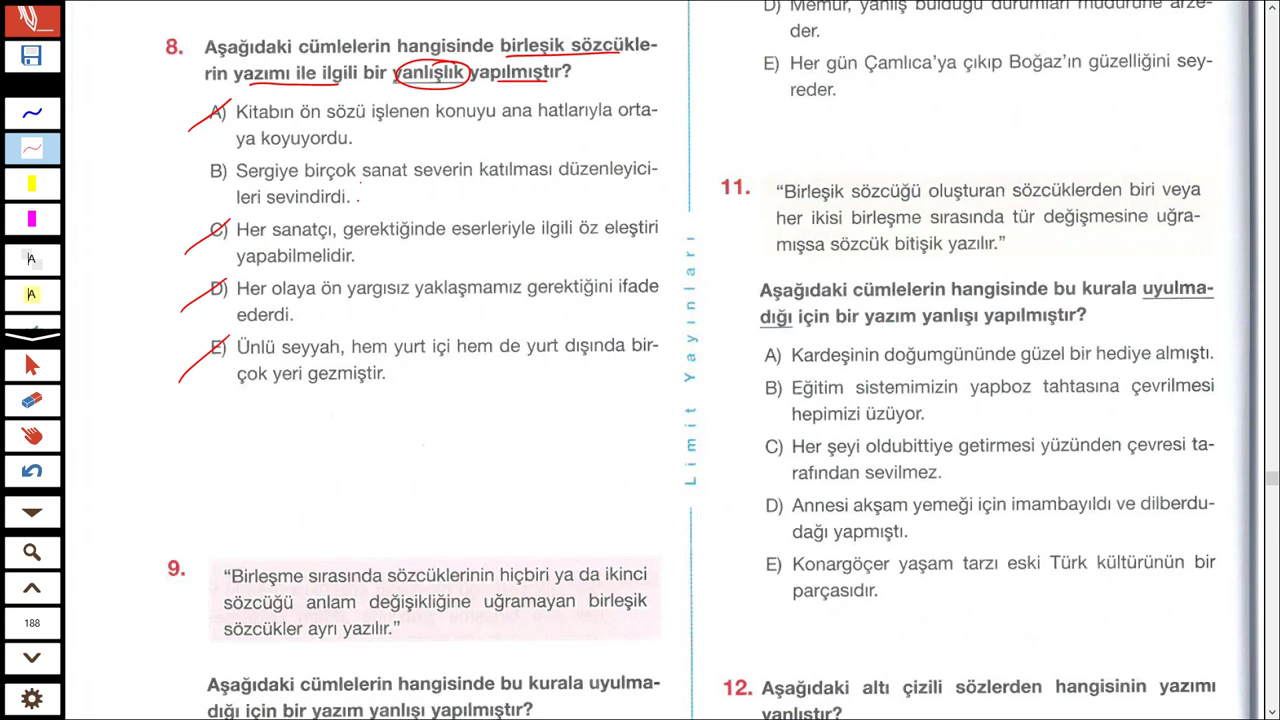 8. Aşağıdaki cümlelerin hangisinde birleşik sözcükle-
rin yazımı ile ilgili bir yanlışlık yapılmıştır?
A) Kitabın ön sözü işlenen konuyu ana hatlarıyla orta-
ya koyuyordu.
B) Sergiye birçok sanat severin katılması düzenleyici-
leri sevindirdi.
C) Her sanatçı, gerektiğinde eserleriyle ilgili öz eleştiri
yapabilmelidir.
D) Her olaya ön yargısız yaklaşmamız gerektiğini ifade
ederdi.
E) Ünlü seyyah, hem yurt içi hem de yurt dışında bir-
çok yeri gezmiştir.
9. "Birleşme sırasında sözcüklerinin hiçbiri ya da ikinci
sözcüğü anlam değişikliğine uğramayan birleşik
sözcükler ayrı yazılır."
Aşağıdaki cümlelerin hangisinde bu kurala uyulma-
dığı için bir yazım yanlışı yapılmıştır?
Limit Yayınları
D) Memur, yanlış bulduğu durumları müdürüne arze-
der.
E) Her gün Çamlıca'ya çıkıp Boğaz'ın güzelliğini sey-
reder.
11. "Birleşik sözcüğü oluşturan sözcüklerden biri veya
her ikisi birleşme sırasında tür değişmesine uğra-
mışsa sözcük bitişik yazılır."
Aşağıdaki cümlelerin hangisinde bu kurala uyulma-
dığı için bir yazım yanlışı yapılmıştır?
A) Kardeşinin doğumgününde güzel bir hediye almıştı.
B) Eğitim sistemimizin yapboz tahtasına çevrilmesi
hepimizi üzüyor.
C) Her şeyi oldubittiye getirmesi yüzünden çevresi ta-
rafından sevilmez.
D) Annesi akşam yemeği için imambayıldı ve dilberdu-
dağı yapmıştı.
E) Konargöçer yaşam tarzı eski Türk kültürünün bir
parçasıdır.
12. Aşağıdaki altı çizili sözlerden hangisinin yazımı
yanlıştır?
A
A
188